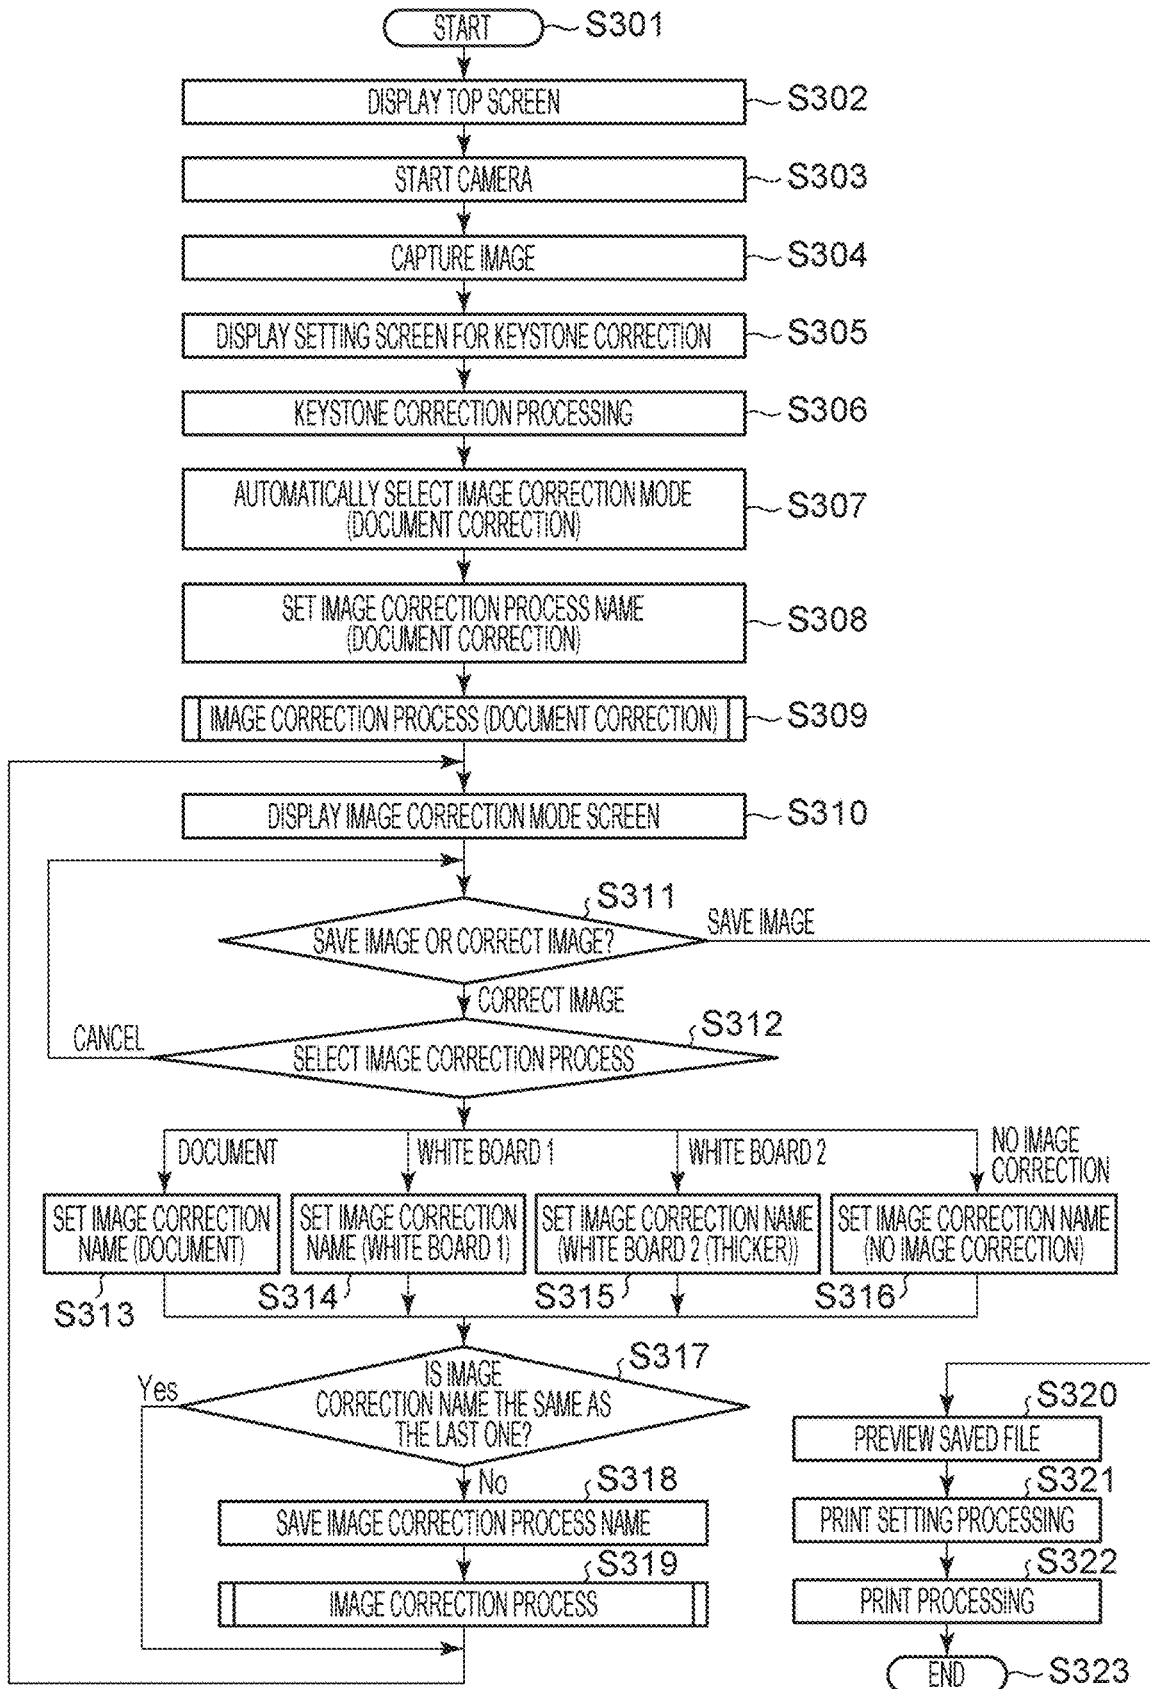 START
S301
DISPLAY TOP SCREEN
S302
START CAMERA
S303
CAPTURE IMAGE
S304
DISPLAY SETTING SCREEN FOR KEYSTONE CORRECTION
S305
KEYSTONE CORRECTION PROCESSING
S306
AUTOMATICALLY SELECT IMAGE CORRECTION MODE
(DOCUMENT CORRECTION)
S307
SET IMAGE CORRECTION PROCESS NAME
(DOCUMENT CORRECTION)
S308
IMAGE CORRECTION PROCESS (DOCUMENT CORRECTION)
S309
DISPLAY IMAGE CORRECTION MODE SCREEN
S310
S311
SAVE IMAGE OR CORRECT IMAGE?
SAVE IMAGE
CORRECT IMAGE
S312
CANCEL
SELECT IMAGE CORRECTION PROCESS
DOCUMENT
WHITE BOARD 1
WHITE BOARD 2
NO IMAGE
CORRECTION
SET IMAGE CORRECTION
NAME (DOCUMENT)
S313
SET IMAGE CORRECTION
NAME (WHITE BOARD 1)
S314
SET IMAGE CORRECTION NAME
(WHITE BOARD 2 (THICKER))
S315
SET IMAGE CORRECTION NAME
(NO IMAGE CORRECTION)
S316
S317
IS IMAGE
CORRECTION NAME THE SAME AS
THE LAST ONE?
Yes
No
S318
SAVE IMAGE CORRECTION PROCESS NAME
S319
IMAGE CORRECTION PROCESS
S320
PREVIEW SAVED FILE
S321
PRINT SETTING PROCESSING
S322
PRINT PROCESSING
END
S323